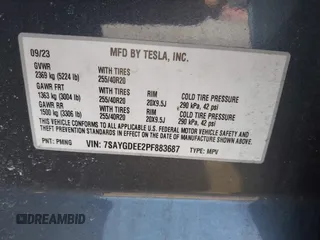 MFD BY TESLA, INC.
09/23
GVWR
2369 kg (5224 lb)
WITH TIRES
255/40R20
GAWR FRT
1363 kg (3004 lb)
WITH TIRES
255/40R20
RIM
20X9.5J
COLD TIRE PRESSURE
290 kPa, 42 psi
GAWR RR
1500 kg (3306 lb)
WITH TIRES
255/40R20
RIM
20X9.5J
COLD TIRE PRESSURE
290 kPa, 42 psi
THIS VEHICLE CONFORMS TO ALL APPLICABLE U.S. FEDERAL MOTOR VEHICLE
SAFETY AND THEFT PREVENTION STANDARDS IN EFFECT ON THE DATE
OF MANUFACTURE SHOWN ABOVE.
PNT: PMNG
VIN: 7SAYGDEE2PF883687
TYPE: MPV
DREAMBID